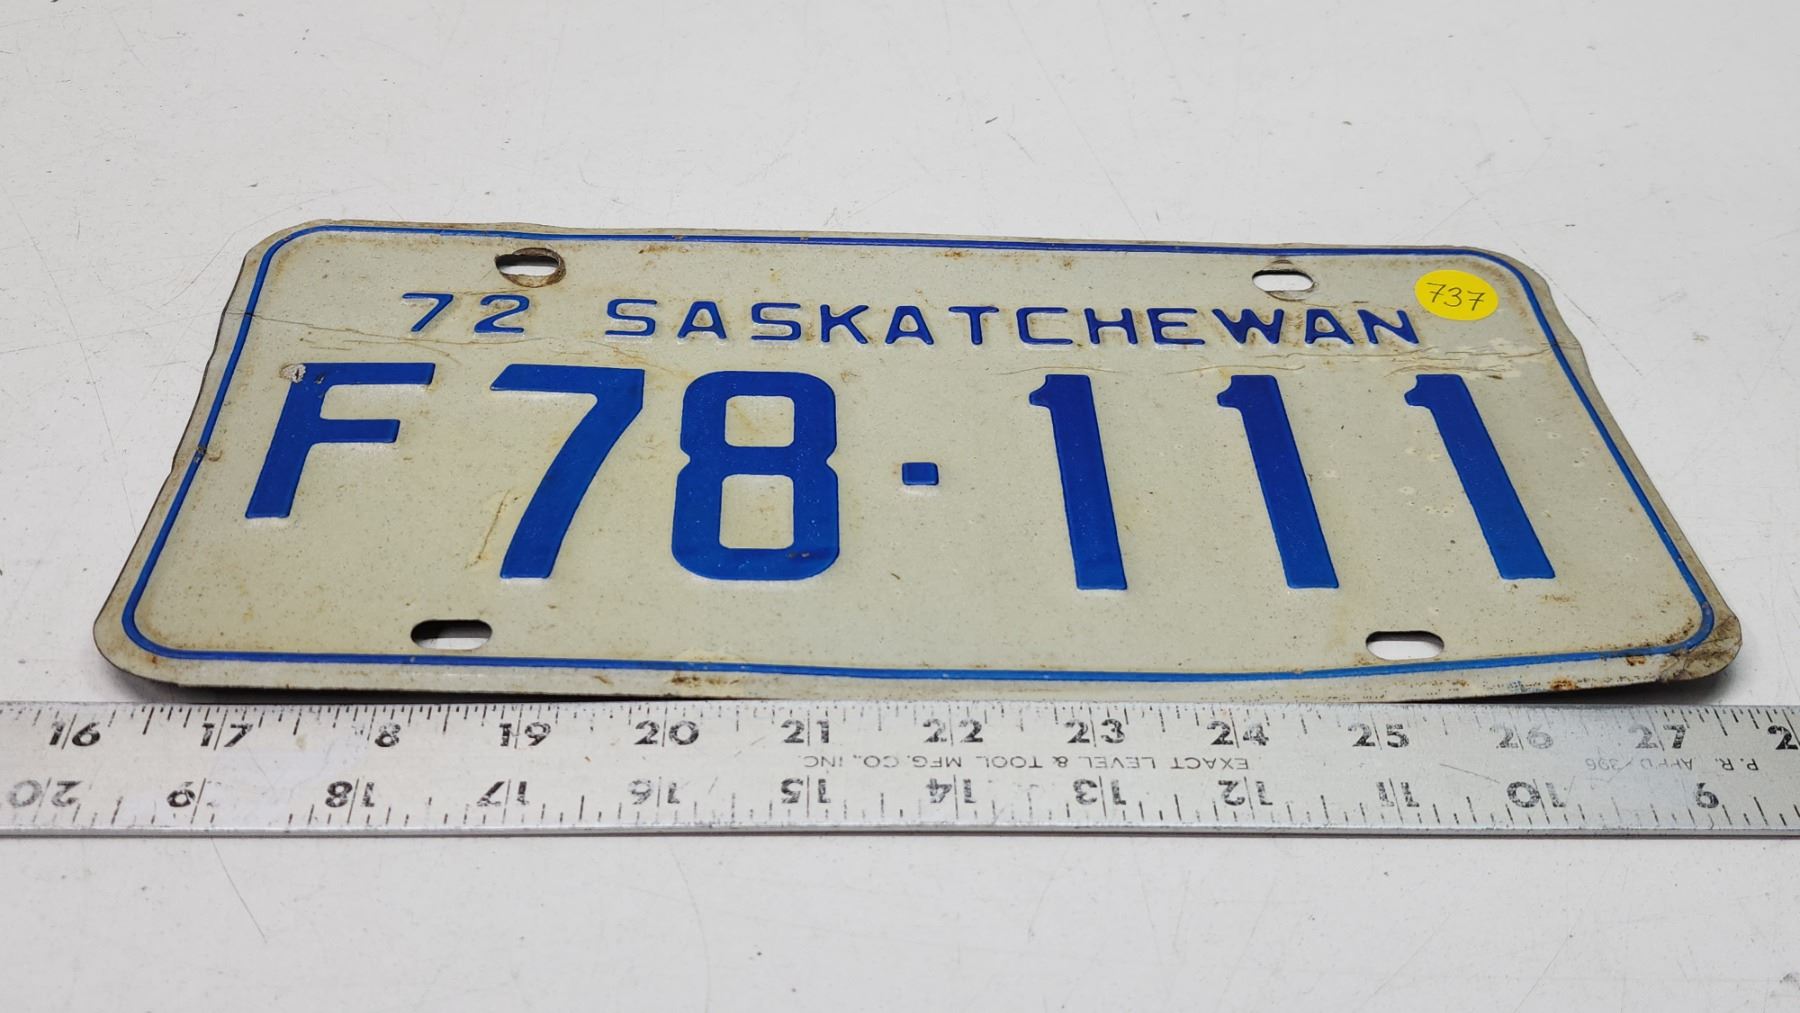 72 SASKATCHEWAN
737
F78·111
16 17 18 19 20 21 22 23 24 25 26 27
EXACT LEVEL & TOOL MFG. CO., INC.
20 19 18 17 16 15 14 13 12 11 10 9